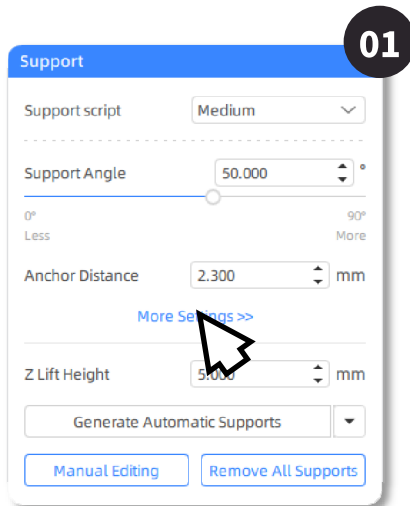 01
Support
Support script Medium
Support Angle 50.000 °
0° 90°
Less More
Anchor Distance 2.300 mm
More Settings >>
Z Lift Height 5.000 mm
Generate Automatic Supports
Manual Editing Remove All Supports